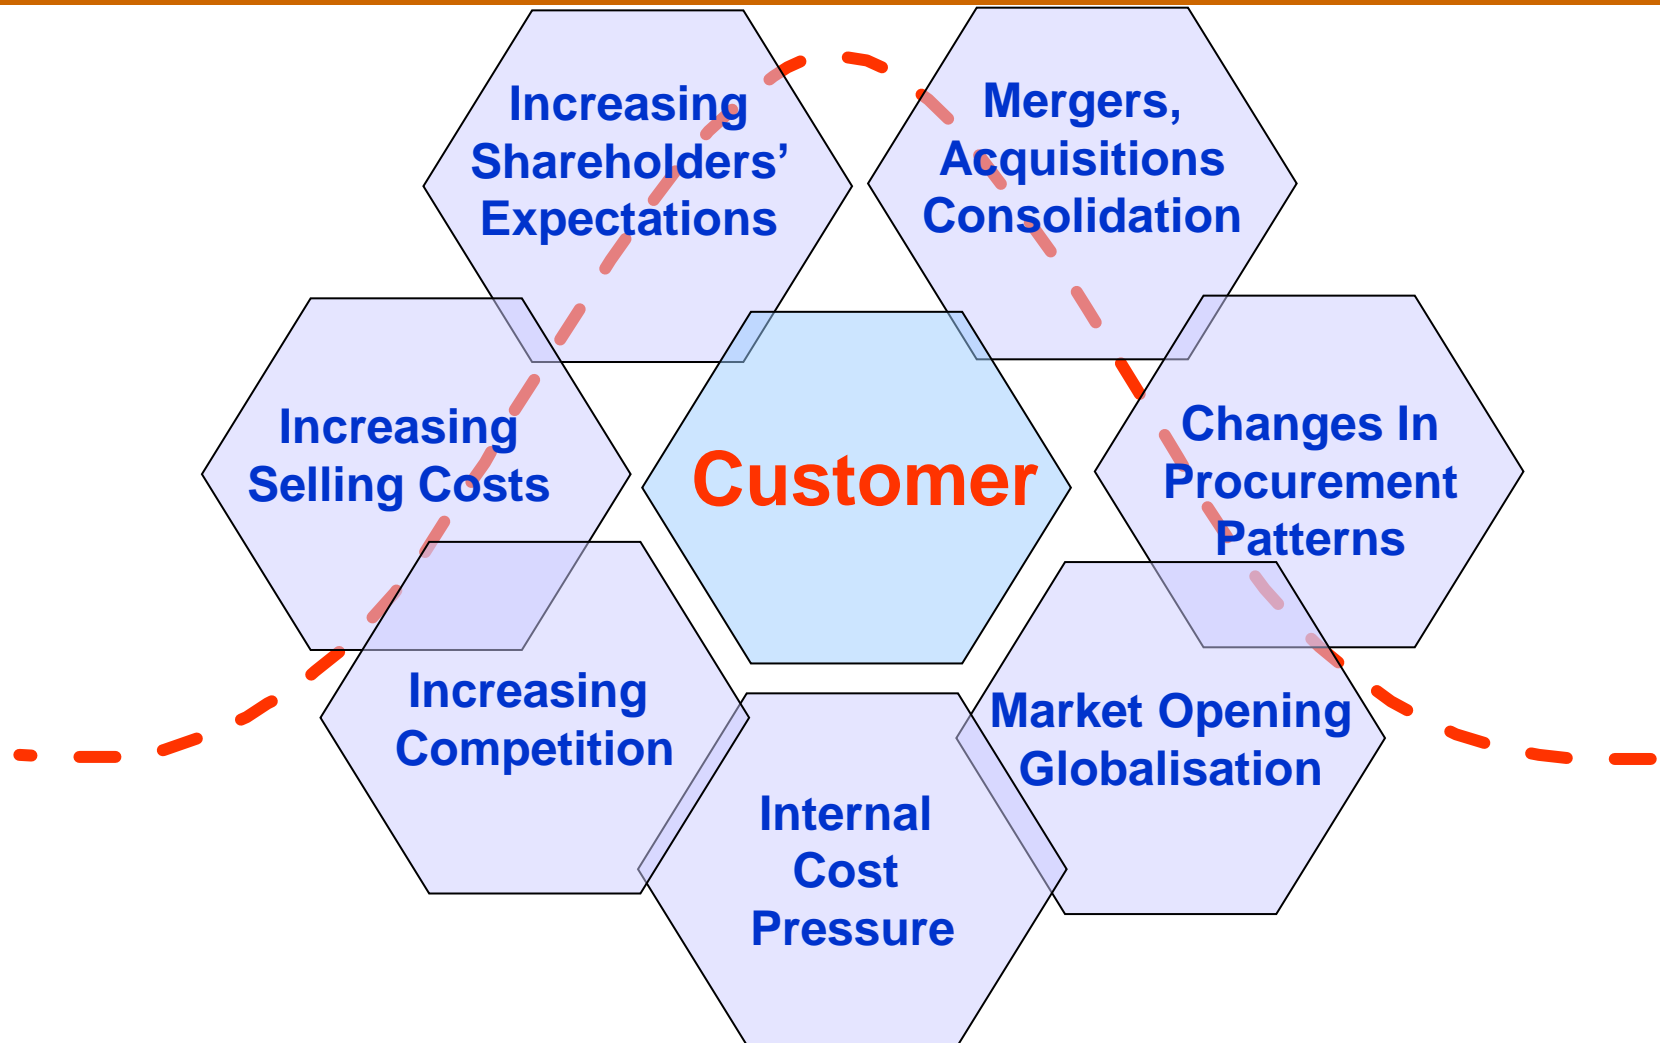 Increasing
Shareholders’
Expectations
Mergers,
Acquisitions
Consolidation
Increasing
Selling Costs
Customer
Changes In
Procurement
Patterns
Increasing
Competition
Market Opening
Globalisation
Internal
Cost
Pressure